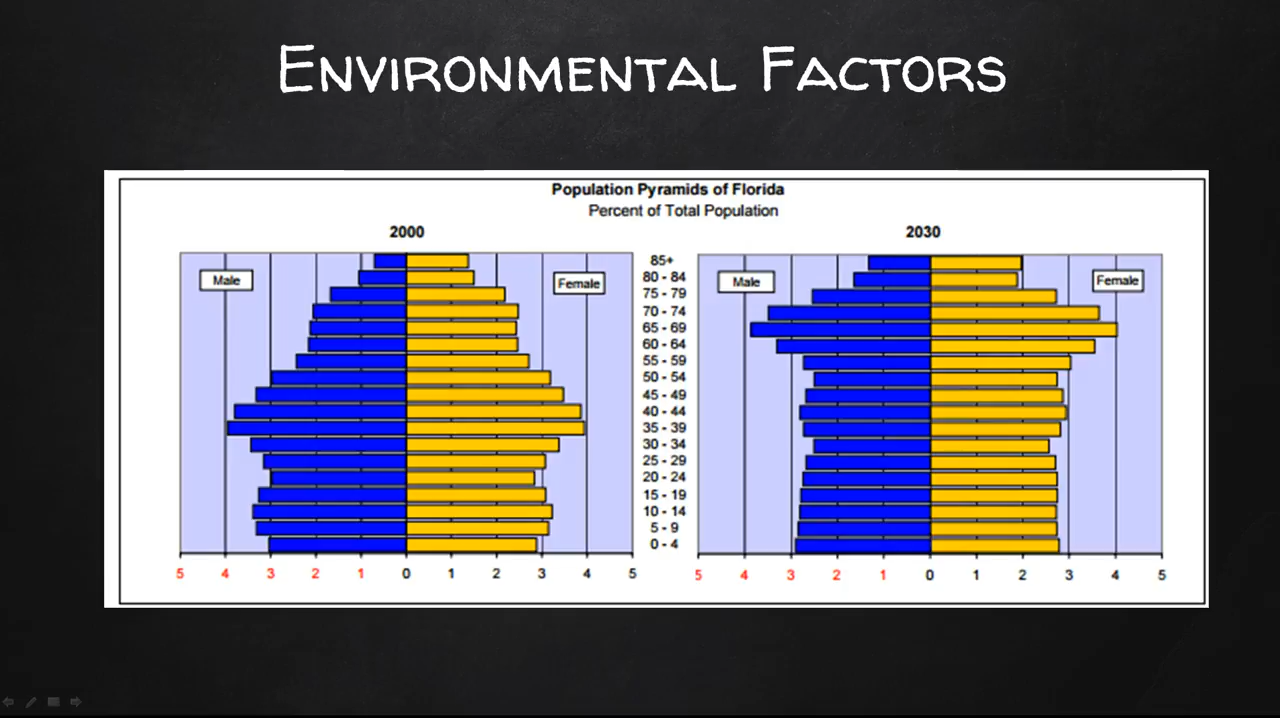 ENVIRONMENTAL FACTORS
Population Pyramids of Florida
Percent of Total Population
2000
2030
Male
Female
85+
80 - 84
75 - 79
70 - 74
65 - 69
60 - 64
55 - 59
50 - 54
45 - 49
40 - 44
35 - 39
30 - 34
25 - 29
20 - 24
15 - 19
10 - 14
5 - 9
0 - 4
Male
Female
5 4 3 2 1 0 1 2 3 4 5
5 4 3 2 1 0 1 2 3 4 5